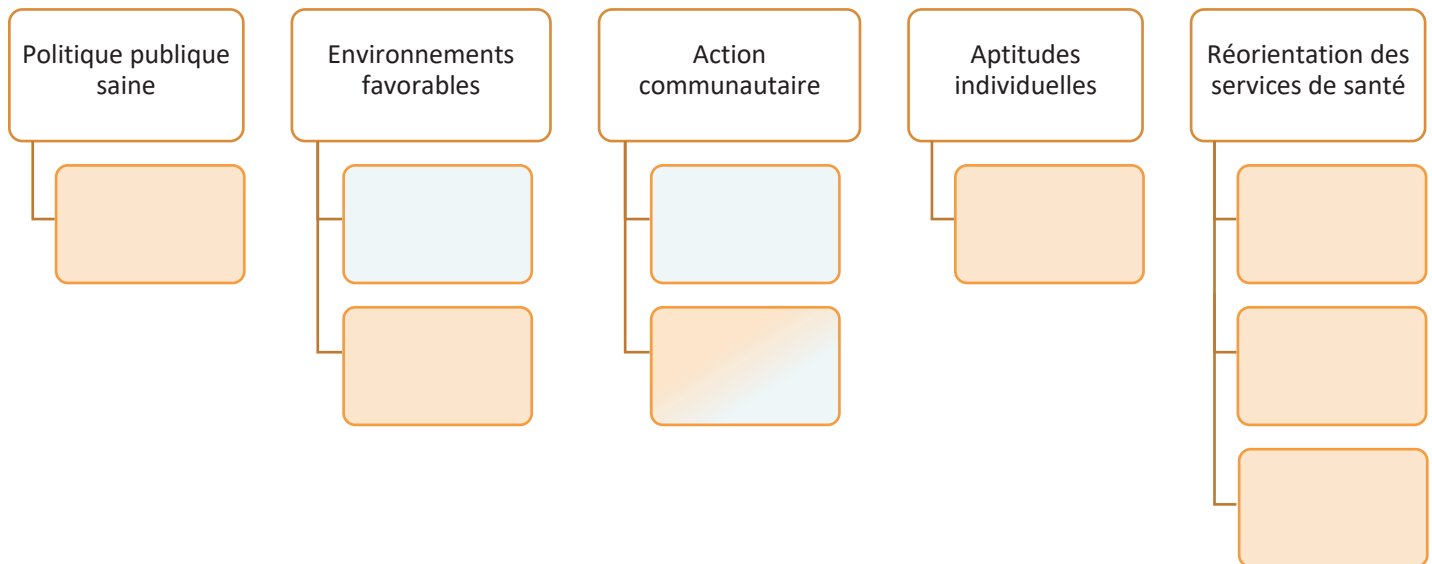 Politique publique
saine
Environnements
favorables
Action
communautaire
Aptitudes
individuelles
Réorientation des
services de santé